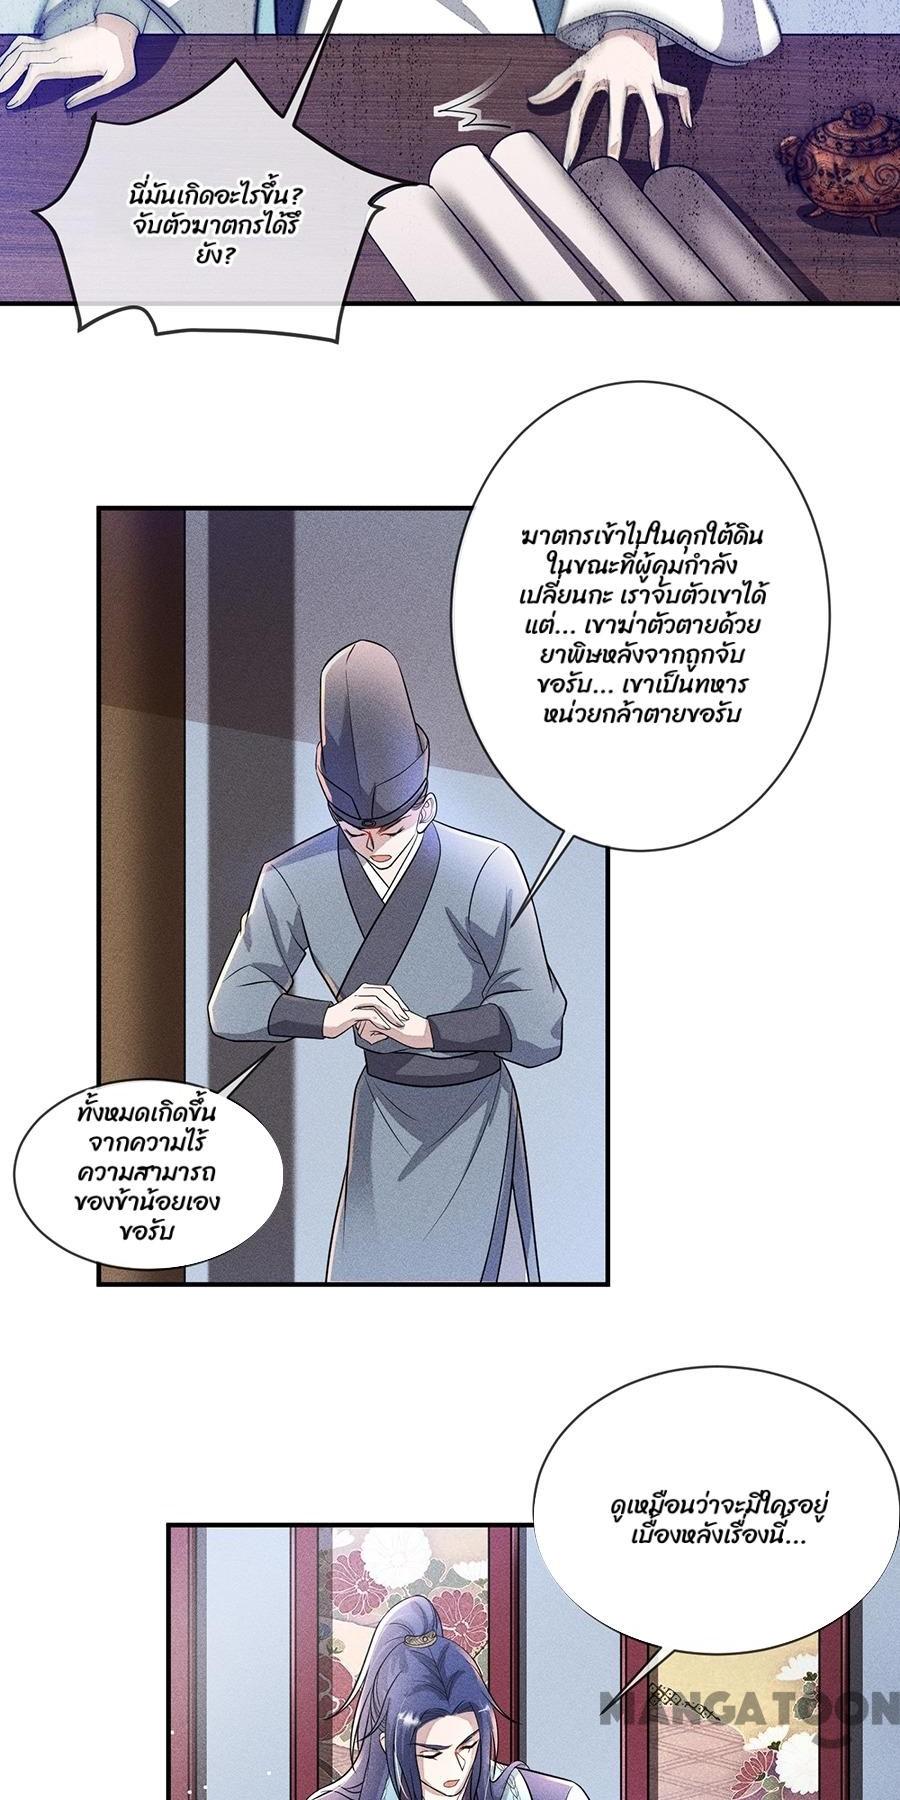 นี่มันเกิดอะไรขึ้น?
จับตัวฆาตกรได้รึ
ยัง?
ฆาตกรเข้าไปในคุกใต้ดิน
ในขณะที่ผู้คุมกำลัง
เปลี่ยนกะ เราจับตัวเขาได้
แต่... เขาฆ่าตัวตายด้วย
ยาพิษหลังจากถูกจับ
ขอรับ... เขาเป็นทหาร
หน่วยกล้าตายขอรับ
ทั้งหมดเกิดขึ้น
จากความไร้
ความสามารถ
ของข้าน้อยเอง
ขอรับ
ดูเหมือนว่าจะมีใครอยู่
เบื้องหลังเรื่องนี้...
MANGATOON